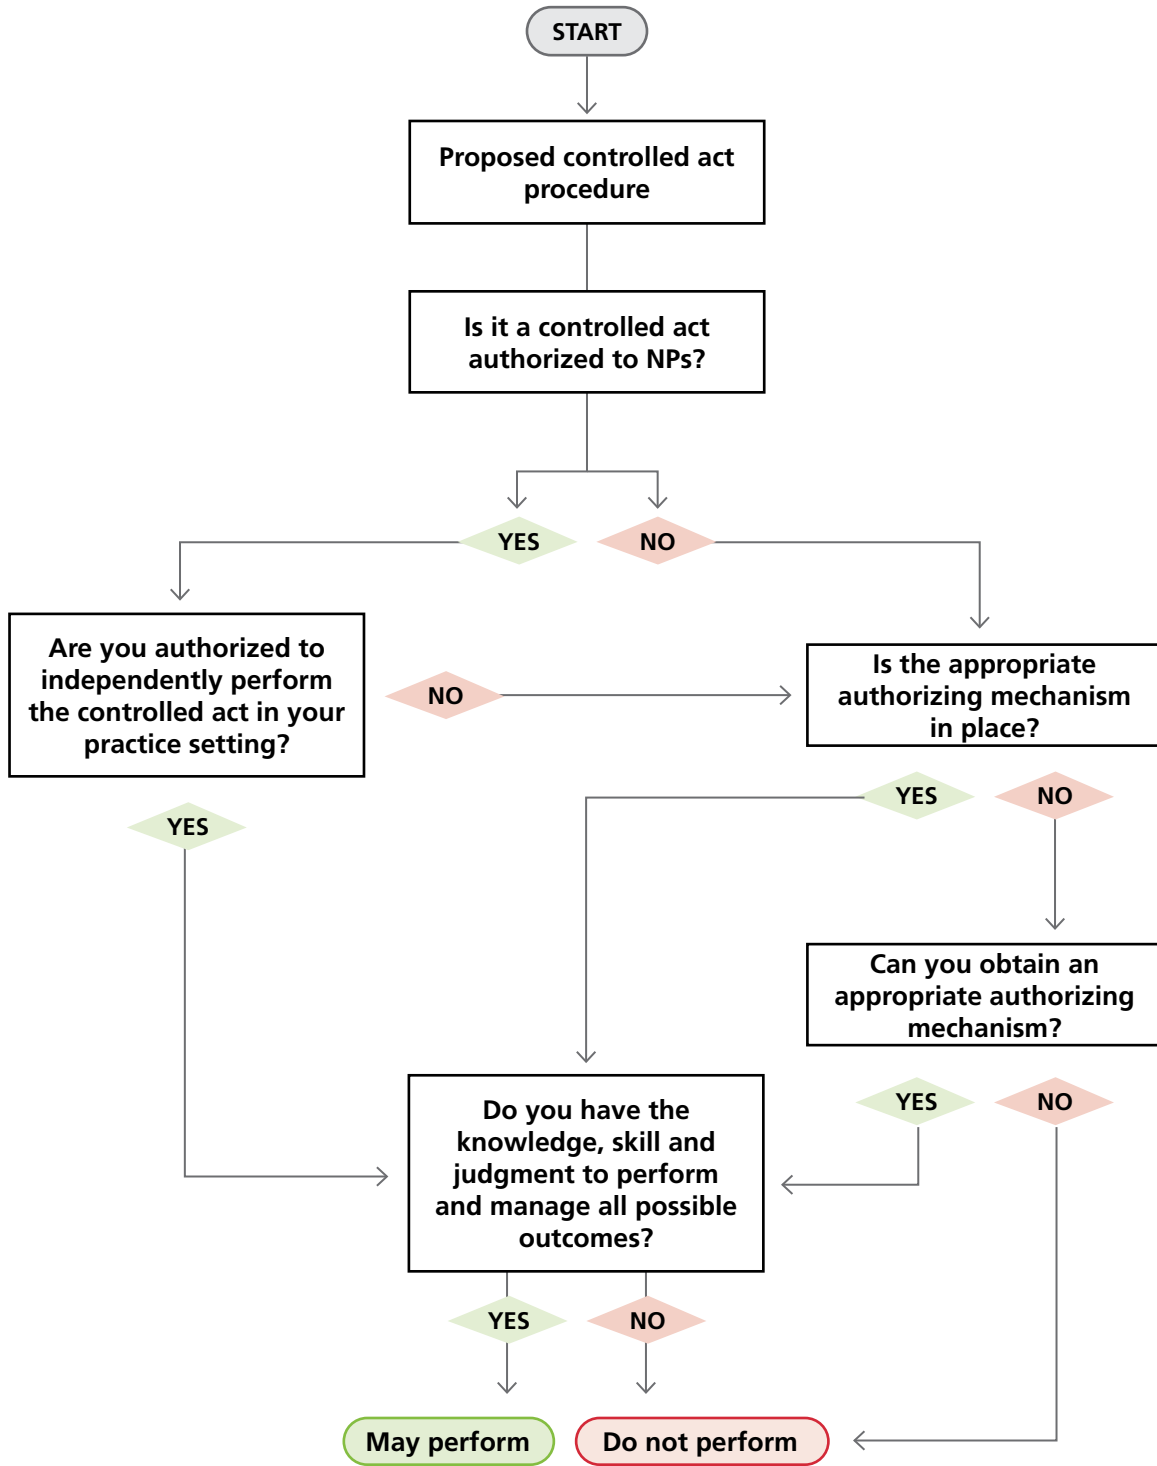 START
Proposed controlled act
procedure
Is it a controlled act
authorized to NPs?
YES
NO
Are you authorized to
independently perform
the controlled act in your
practice setting?
NO
Is the appropriate
authorizing mechanism
in place?
YES
NO
YES
Can you obtain an
appropriate authorizing
mechanism?
Do you have the
knowledge, skill and
judgment to perform
and manage all possible
outcomes?
YES
NO
YES
NO
May perform
Do not perform